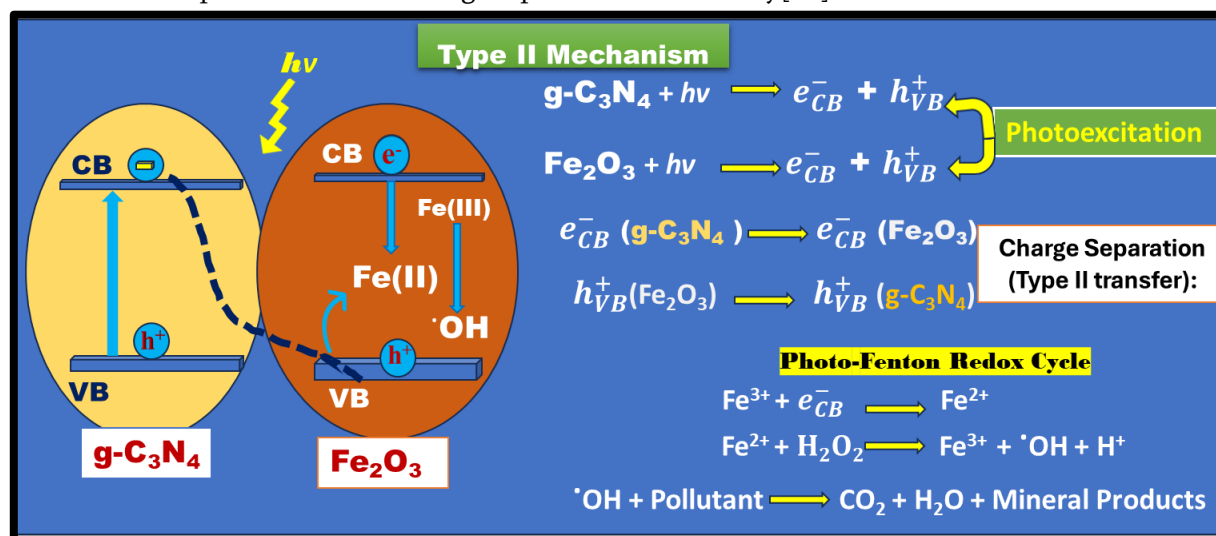 Type II Mechanism
hν
g-C₃N₄ + hν → e⁻CB + h⁺VB
Photoexcitation
Fe₂O₃ + hν → e⁻CB + h⁺VB
e⁻CB (g-C₃N₄ ) → e⁻CB (Fe₂O₃)
Charge Separation
(Type II transfer):
h⁺VB(Fe₂O₃) → h⁺VB (g-C₃N₄)
CB
h⁺
VB
g-C₃N₄
CB e⁻
Fe(III)
Fe(II)
˙OH
h⁺
VB
Fe₂O₃
Photo-Fenton Redox Cycle
Fe³⁺ + e⁻CB → Fe²⁺
Fe²⁺ + H₂O₂ → Fe³⁺ + ˙OH + H⁺
˙OH + Pollutant → CO₂ + H₂O + Mineral Products